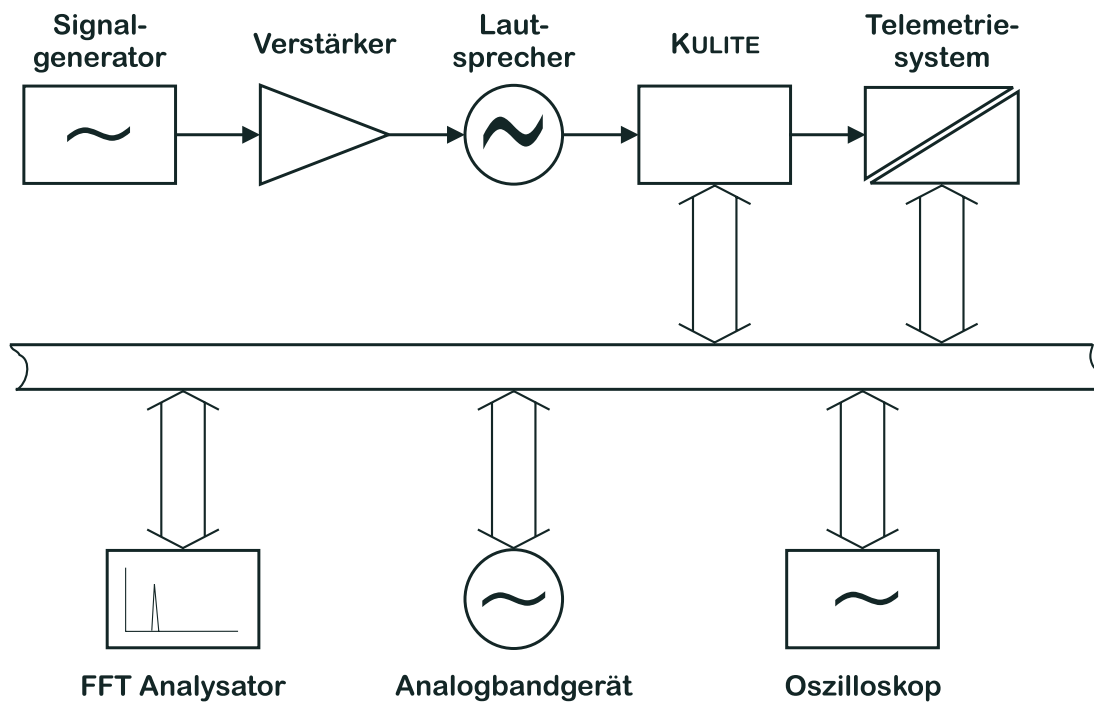 Signal-
generator
Verstärker
Laut-
sprecher
KULITE
Telemetrie-
system
FFT Analysator
Analogbandgerät
Oszilloskop